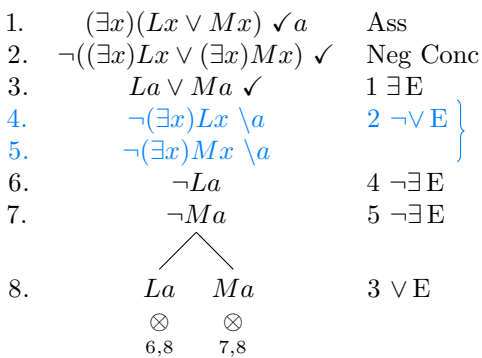 1. (∃x)(Lx ∨ Mx) ✓a Ass
2. ¬((∃x)Lx ∨ (∃x)Mx) ✓ Neg Conc
3. La ∨ Ma ✓ 1 ∃E
4. ¬(∃x)Lx \a 2 ¬∨E
5. ¬(∃x)Mx \a
6. ¬La 4 ¬∃E
7. ¬Ma 5 ¬∃E
8. La Ma 3 ∨E
⊗ ⊗
6,8 7,8